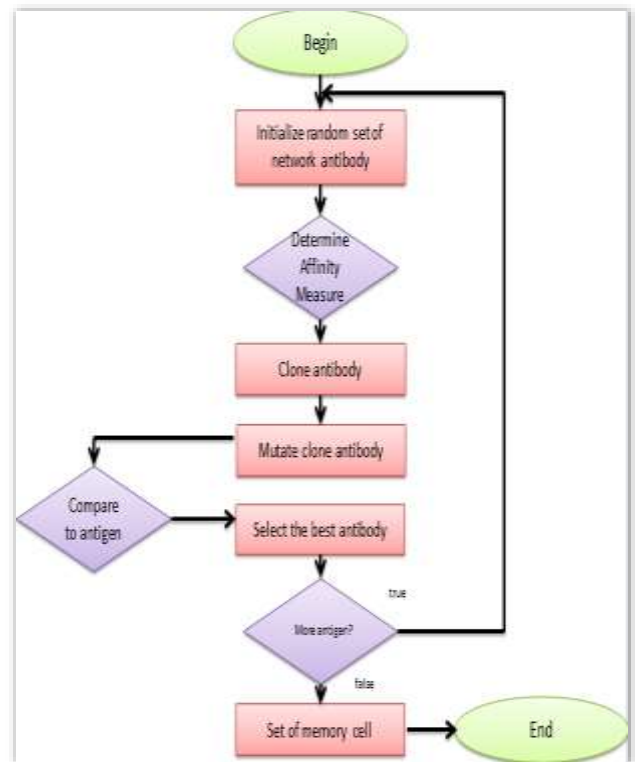 Begin
Initialize random set of
network antibody
Determine
Affinity
Measure
Clone antibody
Mutate clone antibody
Compare
to antigen
Select the best antibody
true
More antigen?
false
Set of memory cell
End